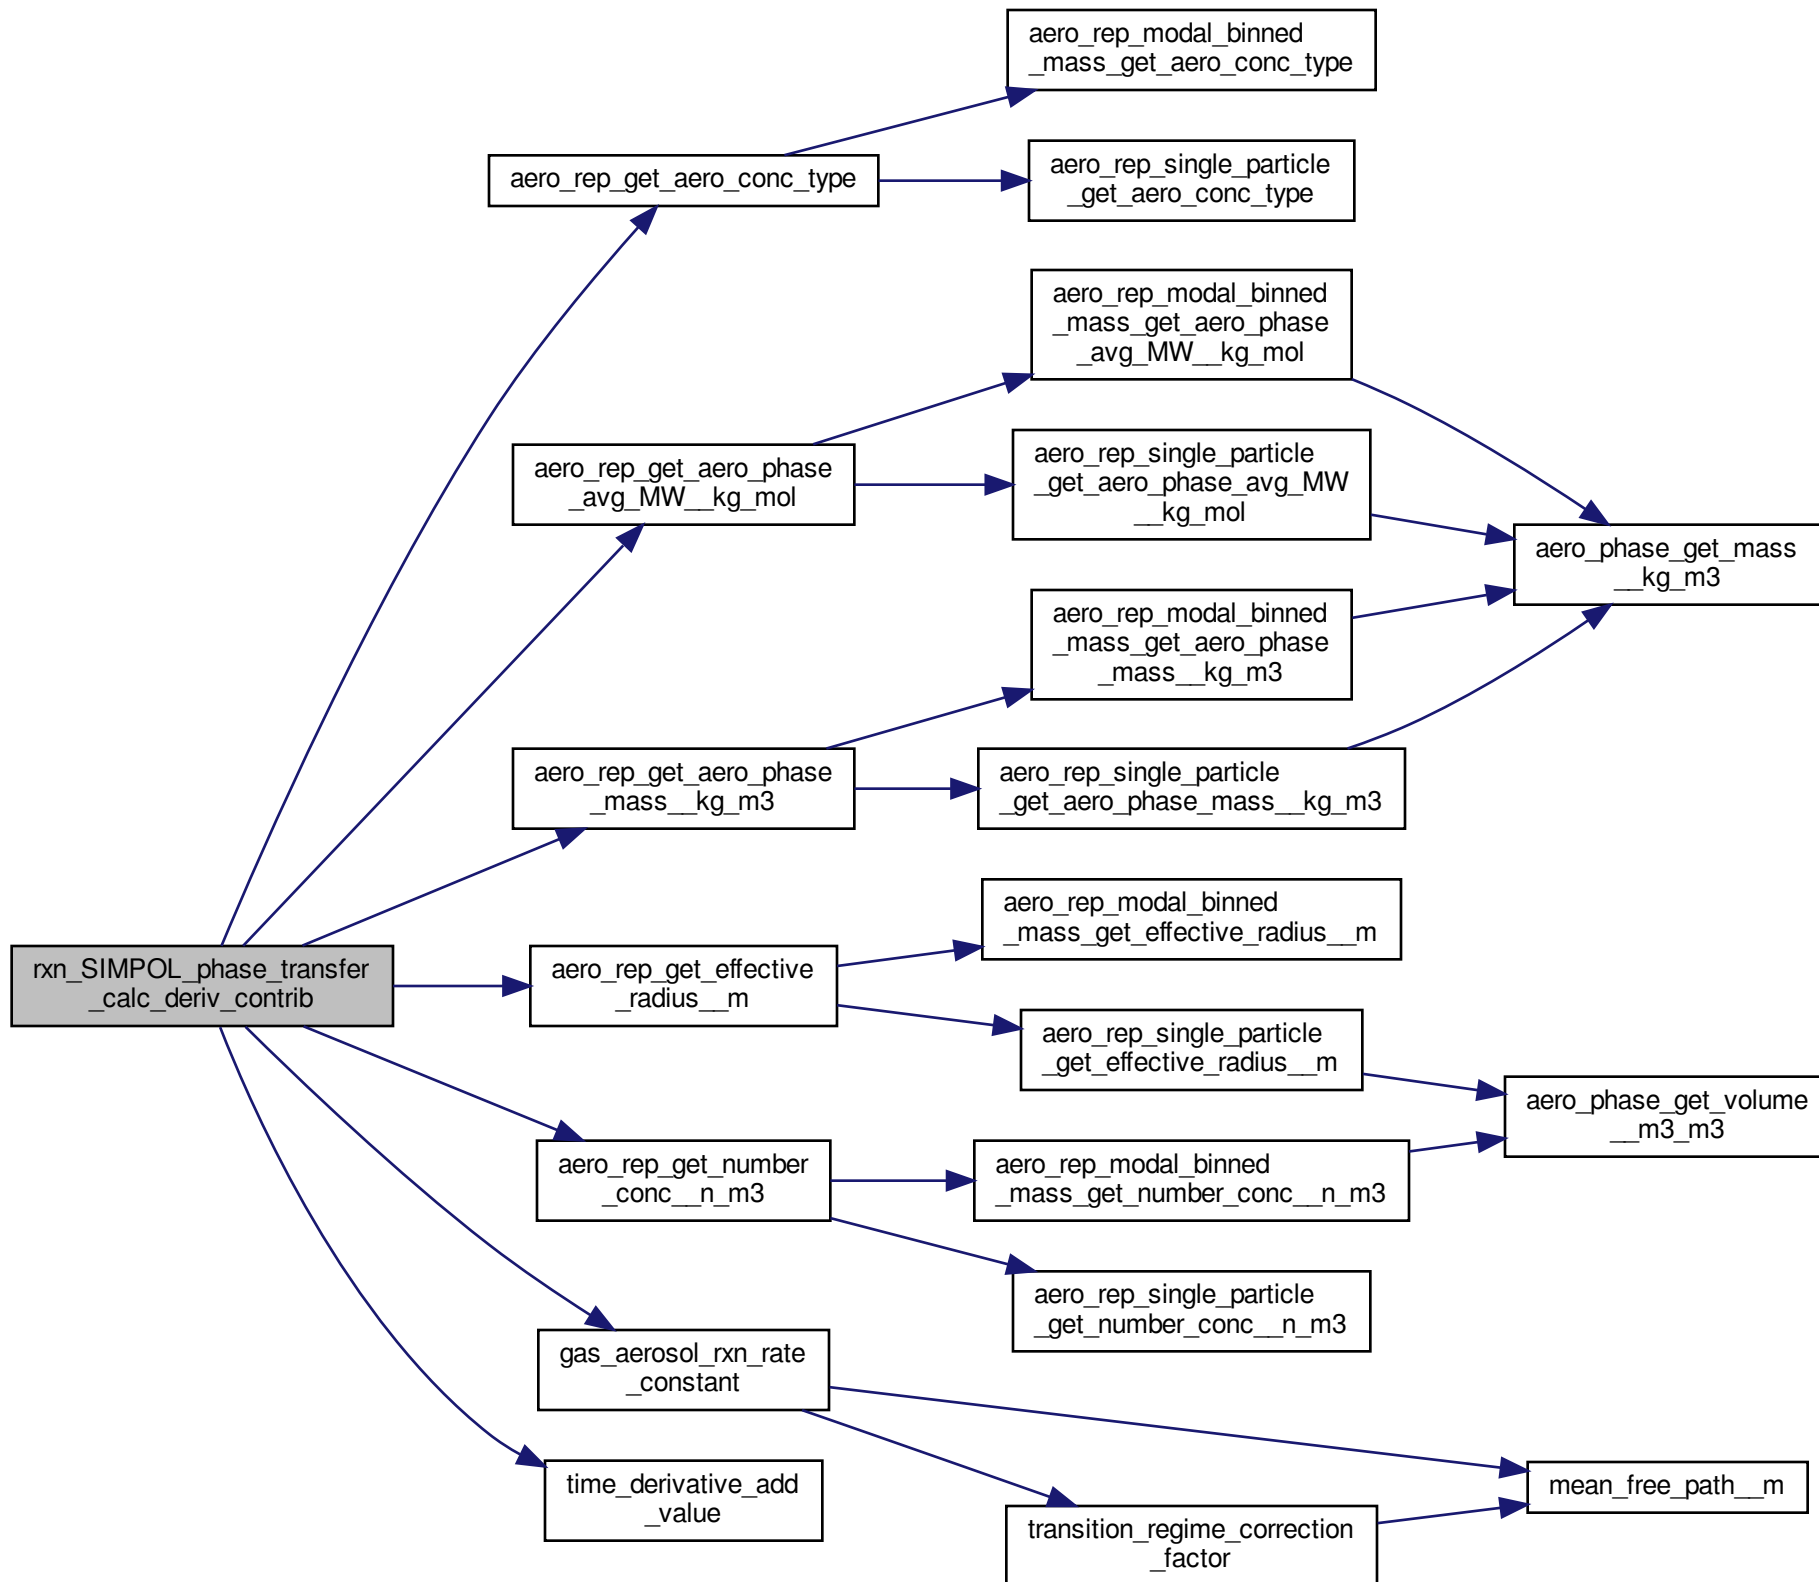 aero_rep_modal_binned
_mass_get_aero_conc_type
aero_rep_get_aero_conc_type
aero_rep_single_particle
_get_aero_conc_type
aero_rep_modal_binned
_mass_get_aero_phase
_avg_MW__kg_mol
aero_rep_get_aero_phase
_avg_MW__kg_mol
aero_rep_single_particle
_get_aero_phase_avg_MW
__kg_mol
aero_phase_get_mass
__kg_m3
aero_rep_modal_binned
_mass_get_aero_phase
_mass__kg_m3
aero_rep_get_aero_phase
_mass__kg_m3
aero_rep_single_particle
_get_aero_phase_mass__kg_m3
aero_rep_modal_binned
_mass_get_effective_radius__m
rxn_SIMPOL_phase_transfer
_calc_deriv_contrib
aero_rep_get_effective
_radius__m
aero_rep_single_particle
_get_effective_radius__m
aero_phase_get_volume
__m3_m3
aero_rep_get_number
_conc__n_m3
aero_rep_modal_binned
_mass_get_number_conc__n_m3
aero_rep_single_particle
_get_number_conc__n_m3
gas_aerosol_rxn_rate
_constant
time_derivative_add
_value
mean_free_path__m
transition_regime_correction
_factor